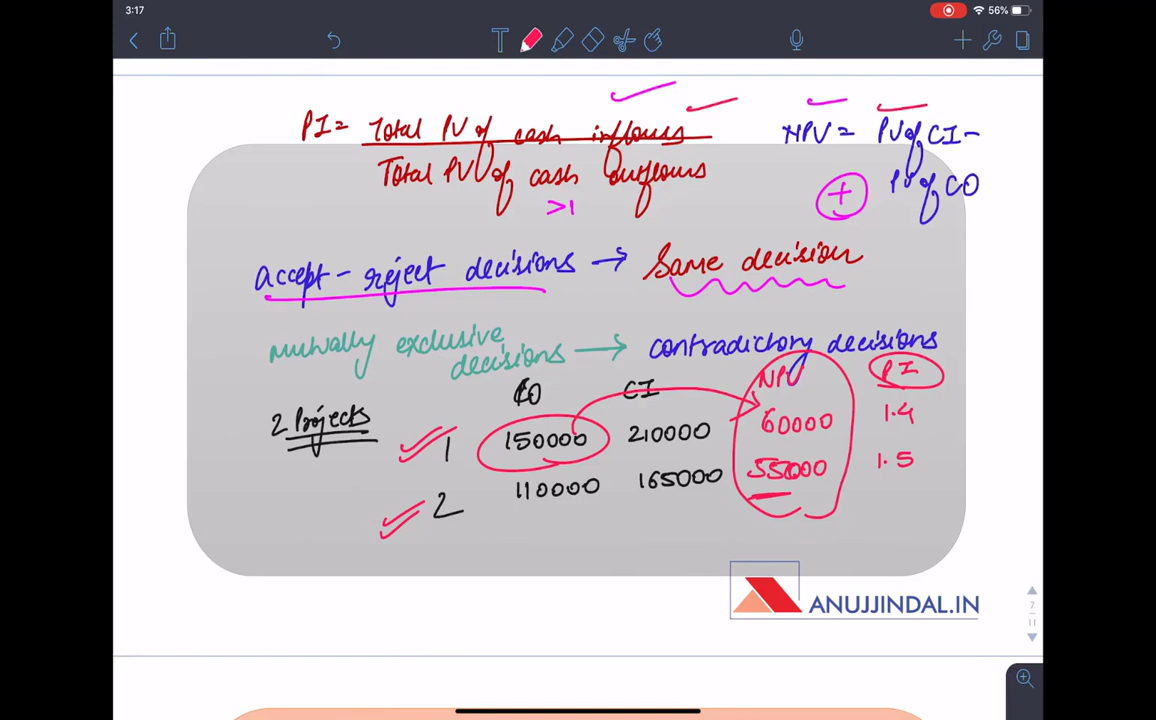 3:17
56%
T
PI = Total PV of cash inflows
Total PV of cash outflows
>1
NPV = PV of CI -
PV of CO
+
accept - reject decisions → Same decision
mutually exclusive decisions → contradictory decisions
CO CI NPV PI
2 Projects
1 150000 210000 60000 1.4
2 110000 165000 55000 1.5
ANUJJINDAL.IN
7
11